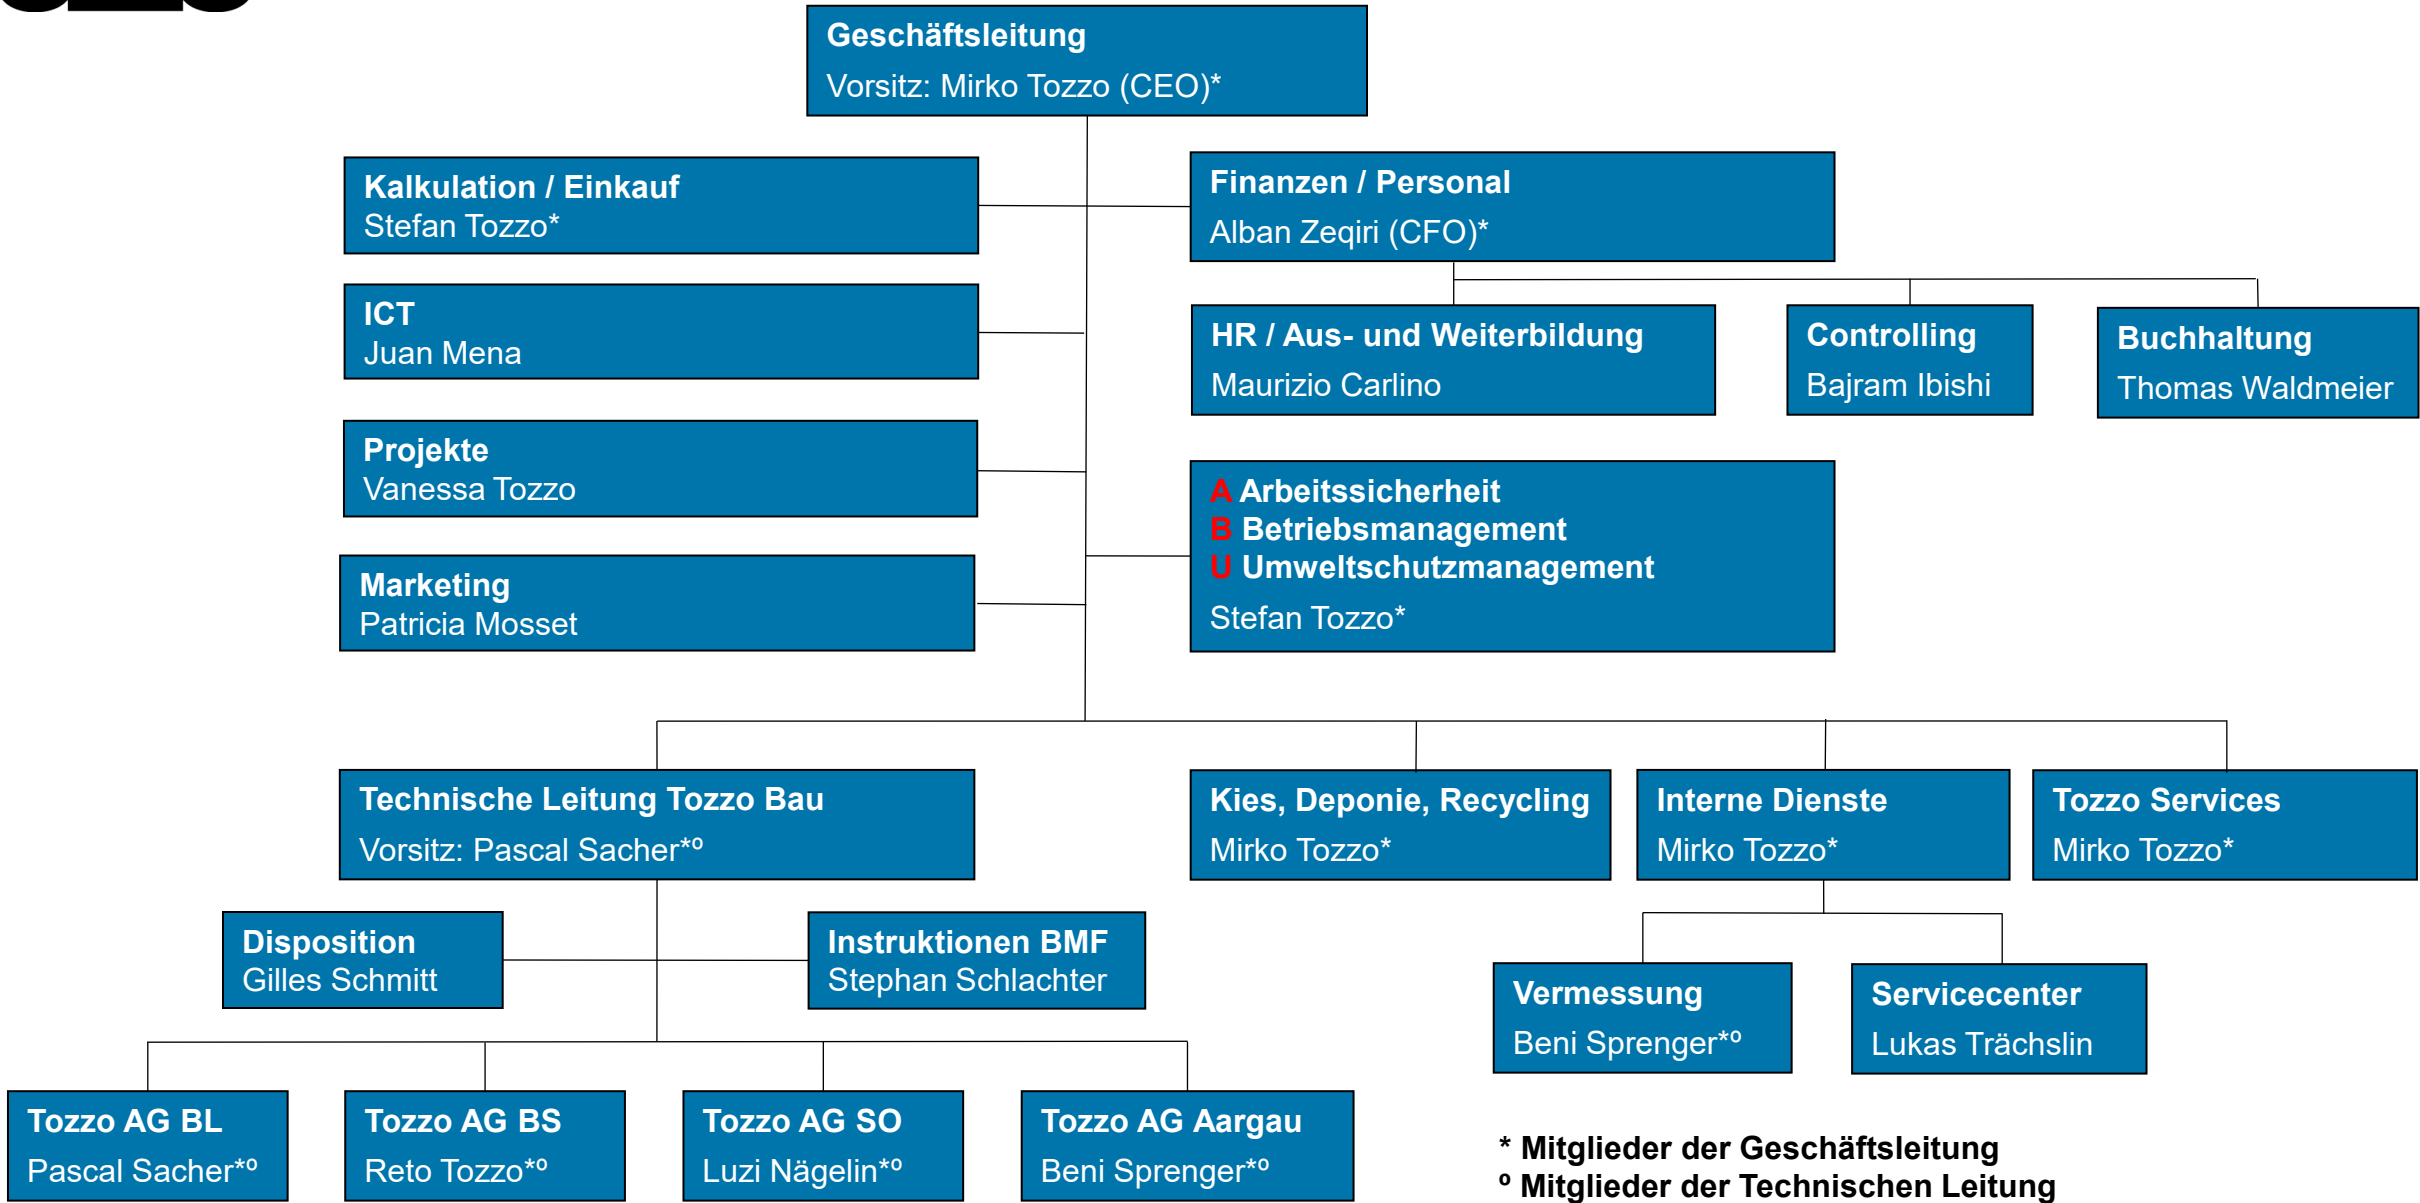 Geschäftsleitung
Vorsitz: Mirko Tozzo (CEO)*
Kalkulation / Einkauf
Stefan Tozzo*
Finanzen / Personal
Alban Zeqiri (CFO)*
ICT
Juan Mena
HR / Aus- und Weiterbildung
Maurizio Carlino
Controlling
Bajram Ibishi
Buchhaltung
Thomas Waldmeier
Projekte
Vanessa Tozzo
A Arbeitssicherheit
B Betriebsmanagement
U Umweltschutzmanagement
Stefan Tozzo*
Marketing
Patricia Mosset
Technische Leitung Tozzo Bau
Vorsitz: Pascal Sacher*º
Kies, Deponie, Recycling
Mirko Tozzo*
Interne Dienste
Mirko Tozzo*
Tozzo Services
Mirko Tozzo*
Disposition
Gilles Schmitt
Instruktionen BMF
Stephan Schlachter
Vermessung
Beni Sprenger*º
Servicecenter
Lukas Trächslin
Tozzo AG BL
Pascal Sacher*º
Tozzo AG BS
Reto Tozzo*º
Tozzo AG SO
Luzi Nägelin*º
Tozzo AG Aargau
Beni Sprenger*º
* Mitglieder der Geschäftsleitung
º Mitglieder der Technischen Leitung